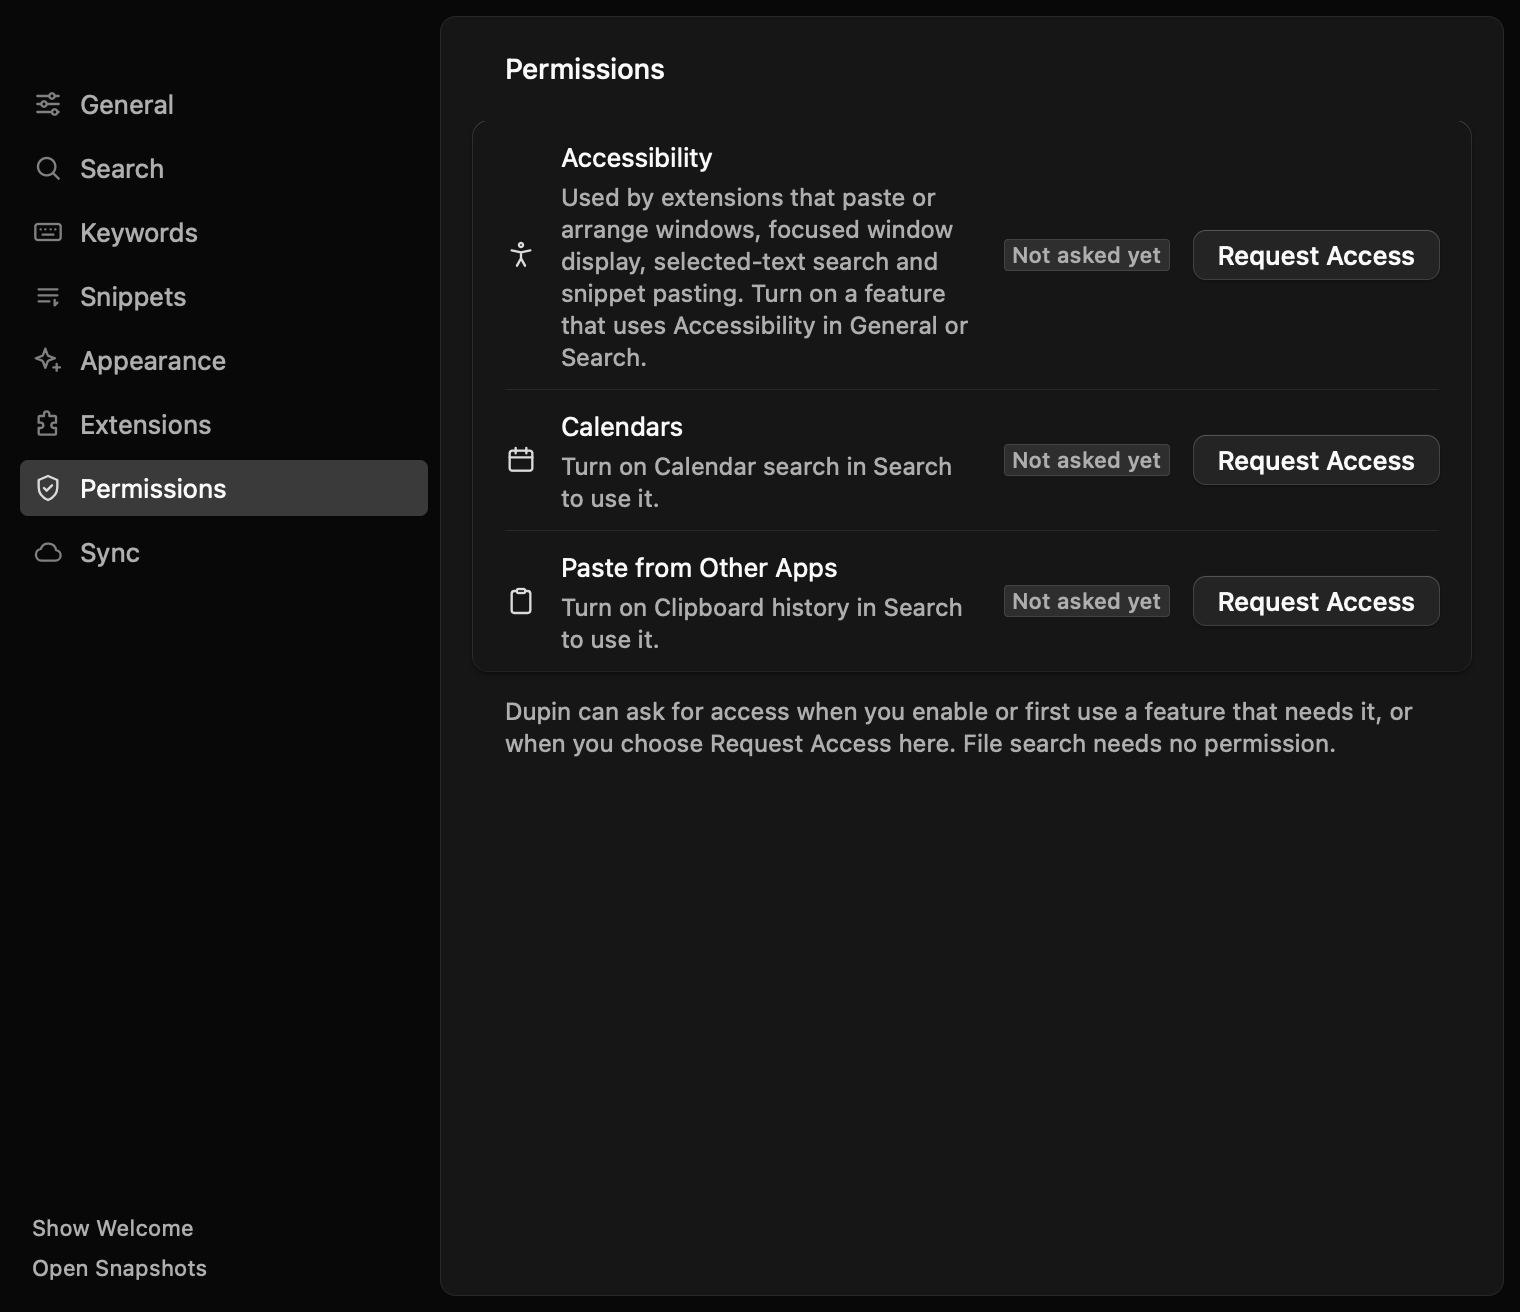 General
Search
Keywords
Snippets
Appearance
Extensions
Permissions
Sync
Show Welcome
Open Snapshots
Permissions
Accessibility
Used by extensions that paste or
arrange windows, focused window
display, selected-text search and
snippet pasting. Turn on a feature
that uses Accessibility in General or
Search.
Not asked yet
Request Access
Calendars
Turn on Calendar search in Search
to use it.
Not asked yet
Request Access
Paste from Other Apps
Turn on Clipboard history in Search
to use it.
Not asked yet
Request Access
Dupin can ask for access when you enable or first use a feature that needs it, or
when you choose Request Access here. File search needs no permission.